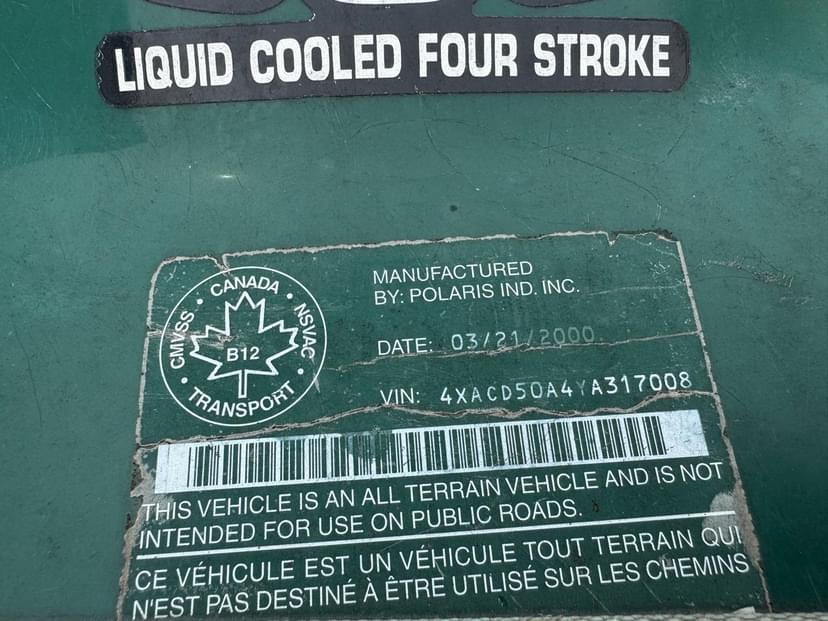 LIQUID COOLED FOUR STROKE
CANADA
CMVSS • NSVAC
B12
TRANSPORT
MANUFACTURED
BY: POLARIS IND. INC.
DATE: 03/21/2000
VIN: 4XACD50A4YA317008
THIS VEHICLE IS AN ALL TERRAIN VEHICLE AND IS NOT
INTENDED FOR USE ON PUBLIC ROADS.
CE VÉHICULE EST UN VÉHICULE TOUT TERRAIN QUI
N'EST PAS DESTINÉ À ÊTRE UTILISÉ SUR LES CHEMINS